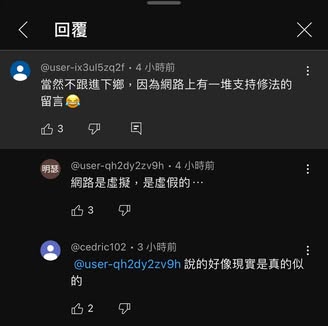 回覆
@user-ix3ul5zq2f • 4 小時前
當然不跟進下鄉，因為網路上有一堆支持修法的
留言😂
3
明瑟 @user-qh2dy2zv9h • 4 小時前
網路是虛擬，是虛假的⋯
3
@cedric102 • 3 小時前
@user-qh2dy2zv9h 說的好像現實是真的似
的
2